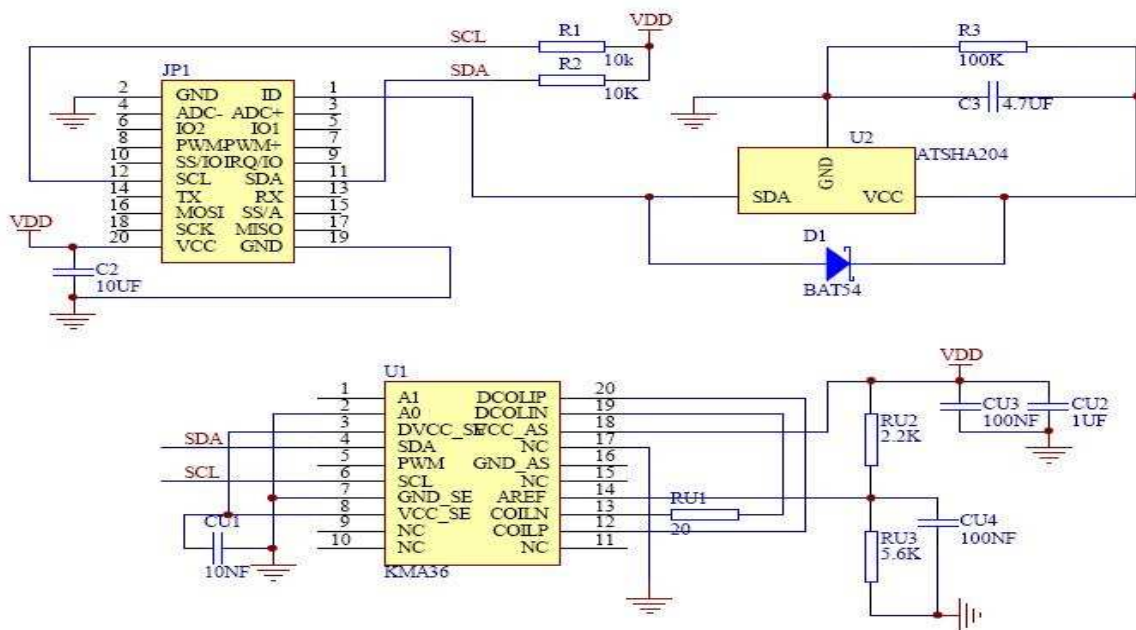 SCL
R1
10k
VDD
SDA
R2
10K
R3
100K
C3
4.7UF
JP1
2 GND ID 1
4 ADC- ADC+ 3
6 IO2 IO1 5
8 PWM- PWM+ 7
10 SS/IO IRQ/IO 9
12 SCL SDA 11
14 TX RX 13
16 MOSI SS/A 15
18 SCK MISO 17
20 VCC GND 19
VDD
C2
10UF
U2
ATSHA204
GND
SDA VCC
D1
BAT54
U1
1 A1 DCOLIP 20
2 A0 DCOLIN 19
3 DVCC_SE VCC_AS 18
4 SDA NC 17
5 PWM GND_AS 16
6 SCL NC 15
7 GND_SE AREF 14
8 VCC_SE COILN 13
9 NC COILP 12
10 NC NC 11
KMA36
SDA
SCL
CU1
10NF
RU1
20
VDD
RU2
2.2K
CU3
100NF
CU2
1UF
RU3
5.6K
CU4
100NF